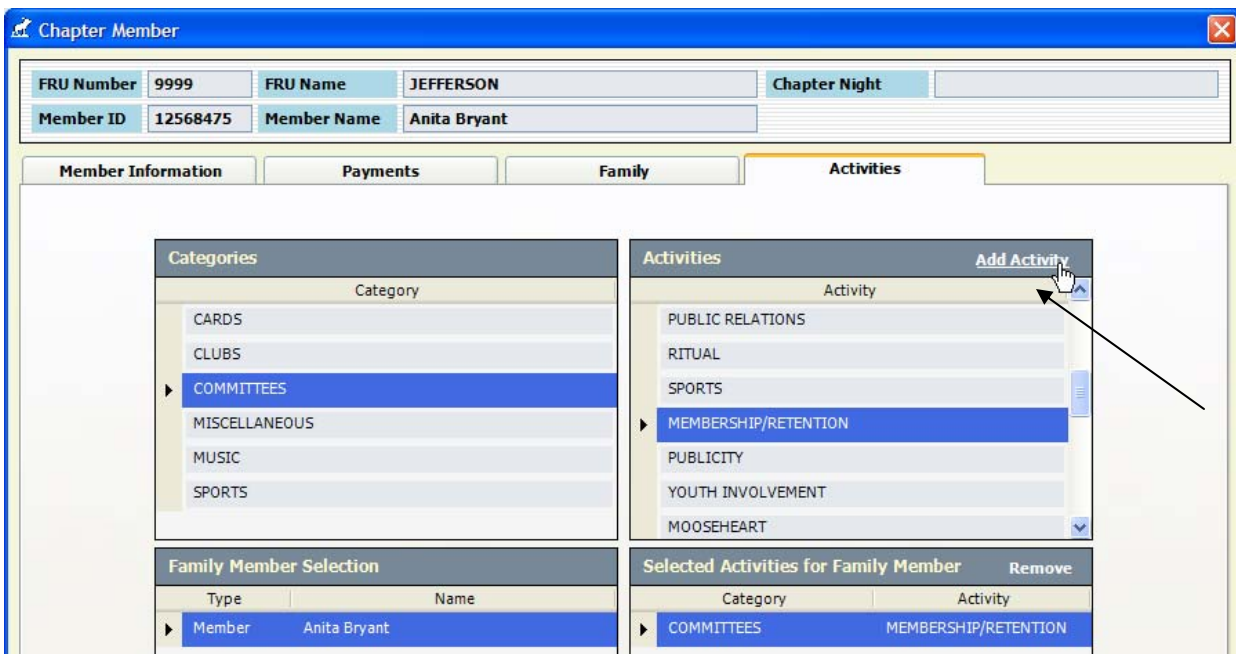 Chapter Member
FRU Number 9999 FRU Name JEFFERSON Chapter Night
Member ID 12568475 Member Name Anita Bryant
Member Information Payments Family Activities
Categories
Category
CARDS
CLUBS
COMMITTEES
MISCELLANEOUS
MUSIC
SPORTS
Activities Add Activity
Activity
PUBLIC RELATIONS
RITUAL
SPORTS
MEMBERSHIP/RETENTION
PUBLICITY
YOUTH INVOLVEMENT
MOOSEHEART
Family Member Selection
Type Name
Member Anita Bryant
Selected Activities for Family Member Remove
Category Activity
COMMITTEES MEMBERSHIP/RETENTION